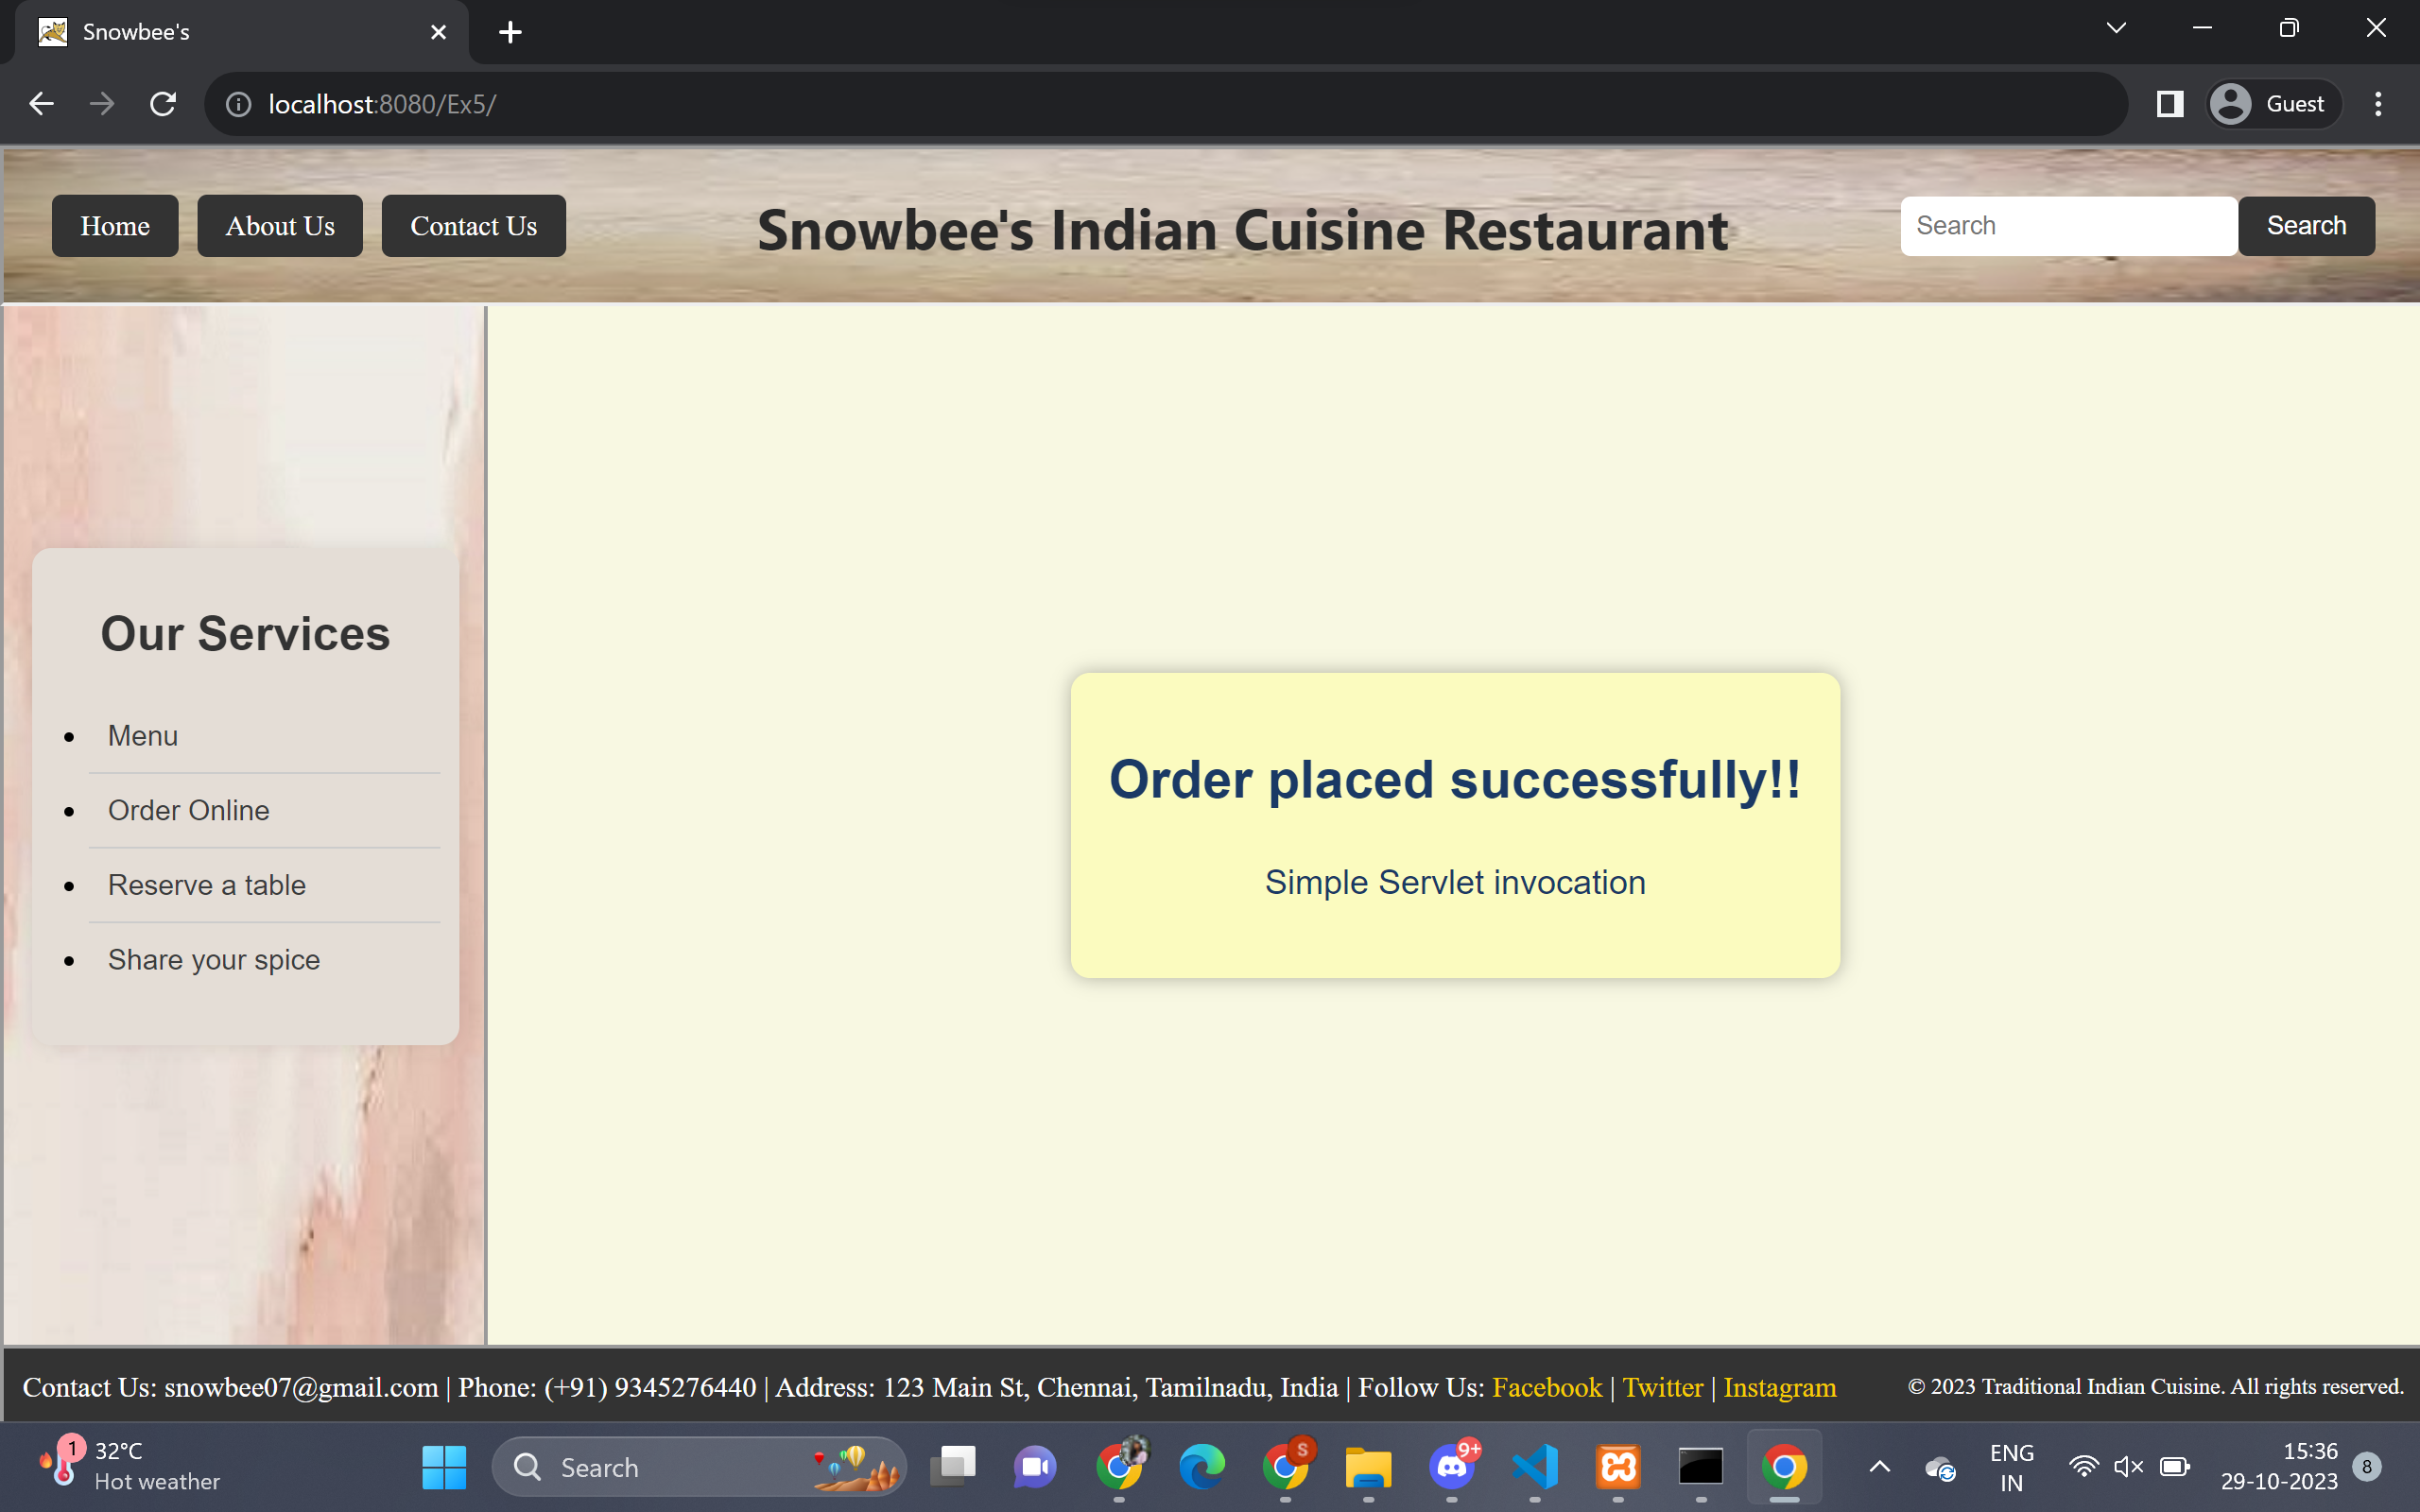 Snowbee's
localhost:8080/Ex5/
Guest
Home
About Us
Contact Us
Snowbee's Indian Cuisine Restaurant
Search
Search
Our Services
Menu
Order Online
Reserve a table
Share your spice
Order placed successfully!!
Simple Servlet invocation
Contact Us: snowbee07@gmail.com | Phone: (+91) 9345276440 | Address: 123 Main St, Chennai, Tamilnadu, India | Follow Us: Facebook | Twitter | Instagram
© 2023 Traditional Indian Cuisine. All rights reserved.
1
32°C
Hot weather
Search
S
9+
ENG
IN
15:36
29-10-2023
8